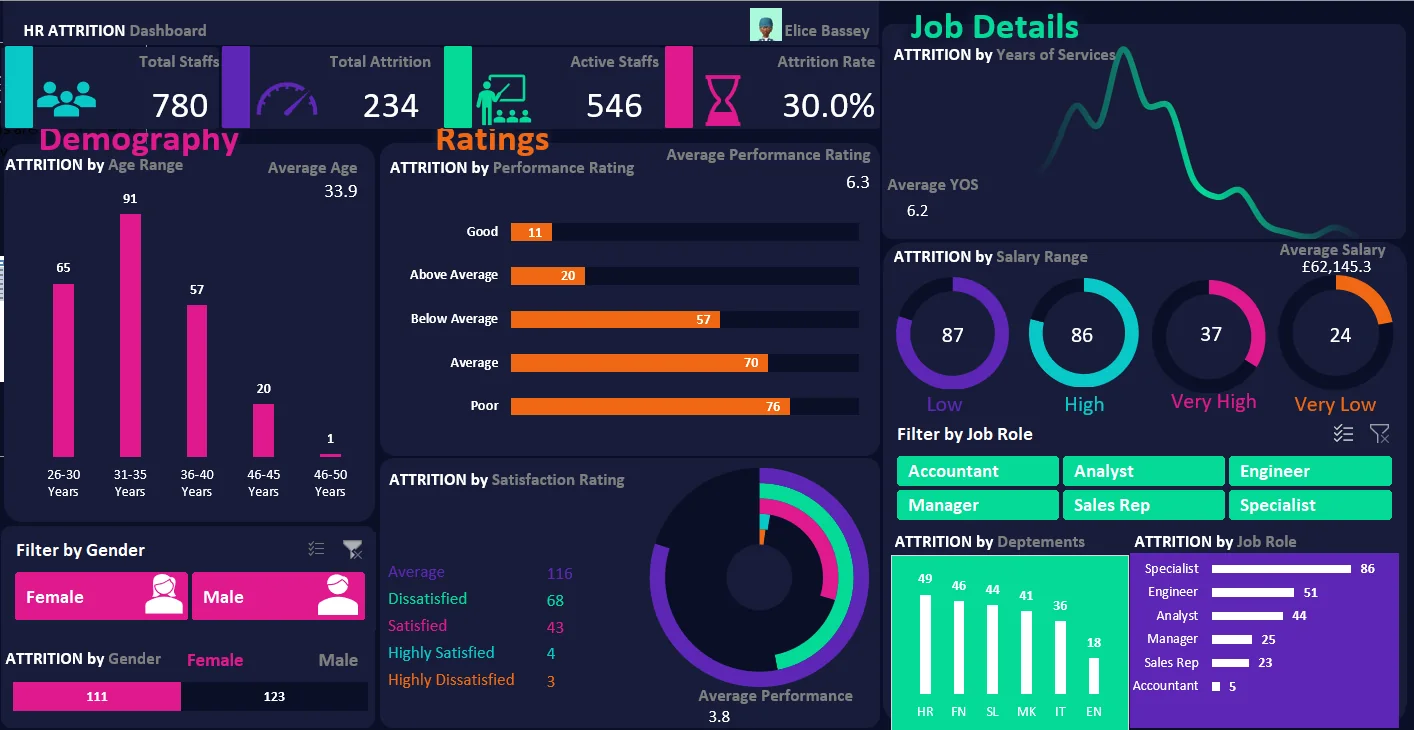 HR ATTRITION Dashboard
Elice Bassey
Total Staffs
780
Total Attrition
234
Active Staffs
546
Attrition Rate
30.0%
Demography
ATTRITION by Age Range
Average Age
33.9
65
91
57
20
1
26-30 Years
31-35 Years
36-40 Years
46-45 Years
46-50 Years
Filter by Gender
Female
Male
ATTRITION by Gender
Female
Male
111
123
Ratings
ATTRITION by Performance Rating
Average Performance Rating
6.3
Good 11
Above Average 20
Below Average 57
Average 70
Poor 76
ATTRITION by Satisfaction Rating
Average 116
Dissatisfied 68
Satisfied 43
Highly Satisfied 4
Highly Dissatisfied 3
Average Performance
3.8
Job Details
ATTRITION by Years of Services
Average YOS
6.2
ATTRITION by Salary Range
Average Salary
£62,145.3
87
86
37
24
Low
High
Very High
Very Low
Filter by Job Role
Accountant
Analyst
Engineer
Manager
Sales Rep
Specialist
ATTRITION by Deptements
49
46
44
41
36
18
HR
FN
SL
MK
IT
EN
ATTRITION by Job Role
Specialist 86
Engineer 51
Analyst 44
Manager 25
Sales Rep 23
Accountant 5